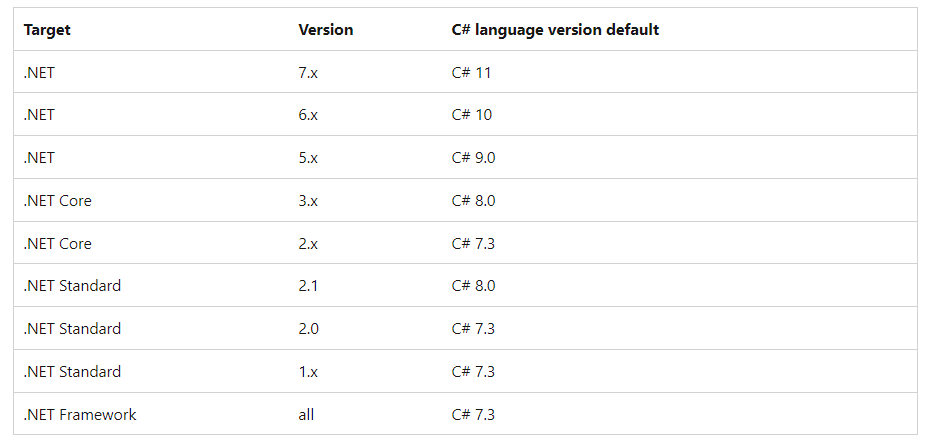 Target Version C# language version default
.NET 7.x C# 11
.NET 6.x C# 10
.NET 5.x C# 9.0
.NET Core 3.x C# 8.0
.NET Core 2.x C# 7.3
.NET Standard 2.1 C# 8.0
.NET Standard 2.0 C# 7.3
.NET Standard 1.x C# 7.3
.NET Framework all C# 7.3